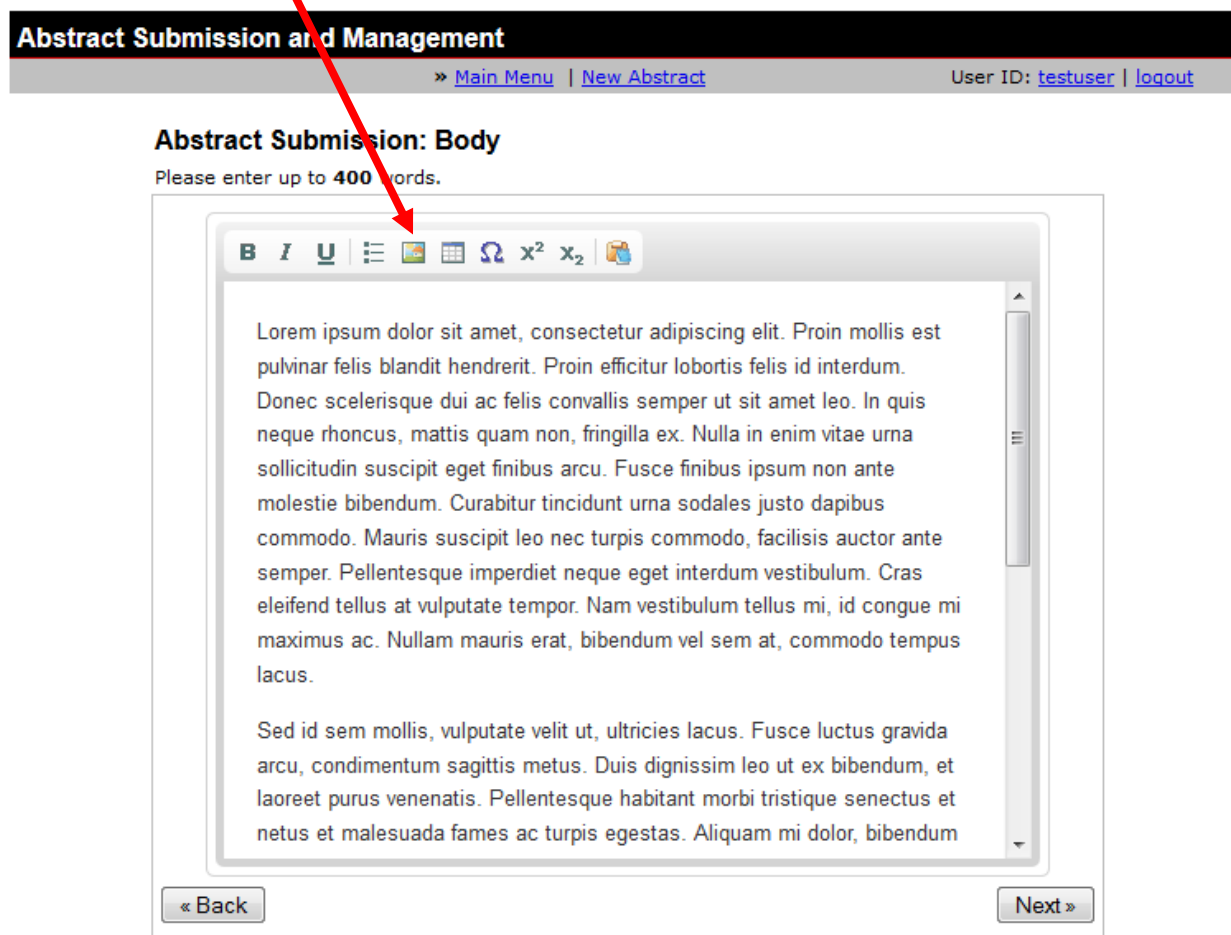 Abstract Submission and Management
» Main Menu | New Abstract User ID: testuser | logout
Abstract Submission: Body
Please enter up to 400 words.
B I U Ω x² x₂
Lorem ipsum dolor sit amet, consectetur adipiscing elit. Proin mollis est
pulvinar felis blandit hendrerit. Proin efficitur lobortis felis id interdum.
Donec scelerisque dui ac felis convallis semper ut sit amet leo. In quis
neque rhoncus, mattis quam non, fringilla ex. Nulla in enim vitae urna
sollicitudin suscipit eget finibus arcu. Fusce finibus ipsum non ante
molestie bibendum. Curabitur tincidunt urna sodales justo dapibus
commodo. Mauris suscipit leo nec turpis commodo, facilisis auctor ante
semper. Pellentesque imperdiet neque eget interdum vestibulum. Cras
eleifend tellus at vulputate tempor. Nam vestibulum tellus mi, id congue mi
maximus ac. Nullam mauris erat, bibendum vel sem at, commodo tempus
lacus.
Sed id sem mollis, vulputate velit ut, ultricies lacus. Fusce luctus gravida
arcu, condimentum sagittis metus. Duis dignissim leo ut ex bibendum, et
laoreet purus venenatis. Pellentesque habitant morbi tristique senectus et
netus et malesuada fames ac turpis egestas. Aliquam mi dolor, bibendum
« Back Next »